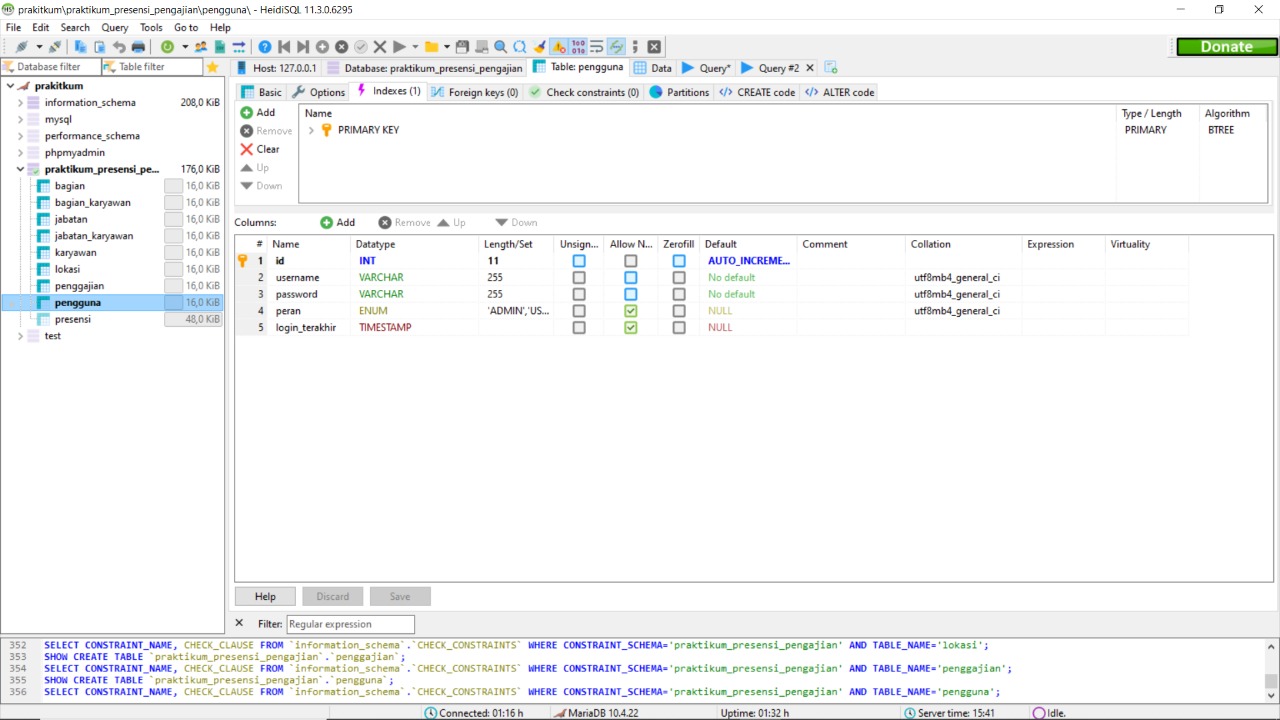 prakitkum\praktikum_presensi_pengajian\pengguna\ - HeidiSQL 11.3.0.6295
File Edit Search Query Tools Go to Help
Donate
Database filter Table filter
Host: 127.0.0.1 Database: praktikum_presensi_pengajian Table: pengguna Data Query* Query #2
Basic Options Indexes (1) Foreign keys (0) Check constraints (0) Partitions CREATE code ALTER code
prakitkum
information_schema 208,0 KiB
mysql
performance_schema
phpmyadmin
praktikum_presensi_pe... 176,0 KiB
bagian 16,0 KiB
bagian_karyawan 16,0 KiB
jabatan 16,0 KiB
jabatan_karyawan 16,0 KiB
karyawan 16,0 KiB
lokasi 16,0 KiB
penggajian 16,0 KiB
pengguna 16,0 KiB
presensi 48,0 KiB
test
Add
Remove
Clear
Up
Down
Name Type / Length Algorithm
PRIMARY KEY PRIMARY BTREE
Columns: Add Remove Up Down
# Name Datatype Length/Set Unsign... Allow N... Zerofill Default Comment Collation Expression Virtuality
1 id INT 11 AUTO_INCREME...
2 username VARCHAR 255 No default utf8mb4_general_ci
3 password VARCHAR 255 No default utf8mb4_general_ci
4 peran ENUM 'ADMIN','US... NULL utf8mb4_general_ci
5 login_terakhir TIMESTAMP NULL
Help Discard Save
Filter: Regular expression
352 SELECT CONSTRAINT_NAME, CHECK_CLAUSE FROM `information_schema`.`CHECK_CONSTRAINTS` WHERE CONSTRAINT_SCHEMA='praktikum_presensi_pengajian' AND TABLE_NAME='lokasi';
353 SHOW CREATE TABLE `praktikum_presensi_pengajian`.`penggajian`;
354 SELECT CONSTRAINT_NAME, CHECK_CLAUSE FROM `information_schema`.`CHECK_CONSTRAINTS` WHERE CONSTRAINT_SCHEMA='praktikum_presensi_pengajian' AND TABLE_NAME='penggajian';
355 SHOW CREATE TABLE `praktikum_presensi_pengajian`.`pengguna`;
356 SELECT CONSTRAINT_NAME, CHECK_CLAUSE FROM `information_schema`.`CHECK_CONSTRAINTS` WHERE CONSTRAINT_SCHEMA='praktikum_presensi_pengajian' AND TABLE_NAME='pengguna';
Connected: 01:16 h MariaDB 10.4.22 Uptime: 01:32 h Server time: 15:41 Idle.